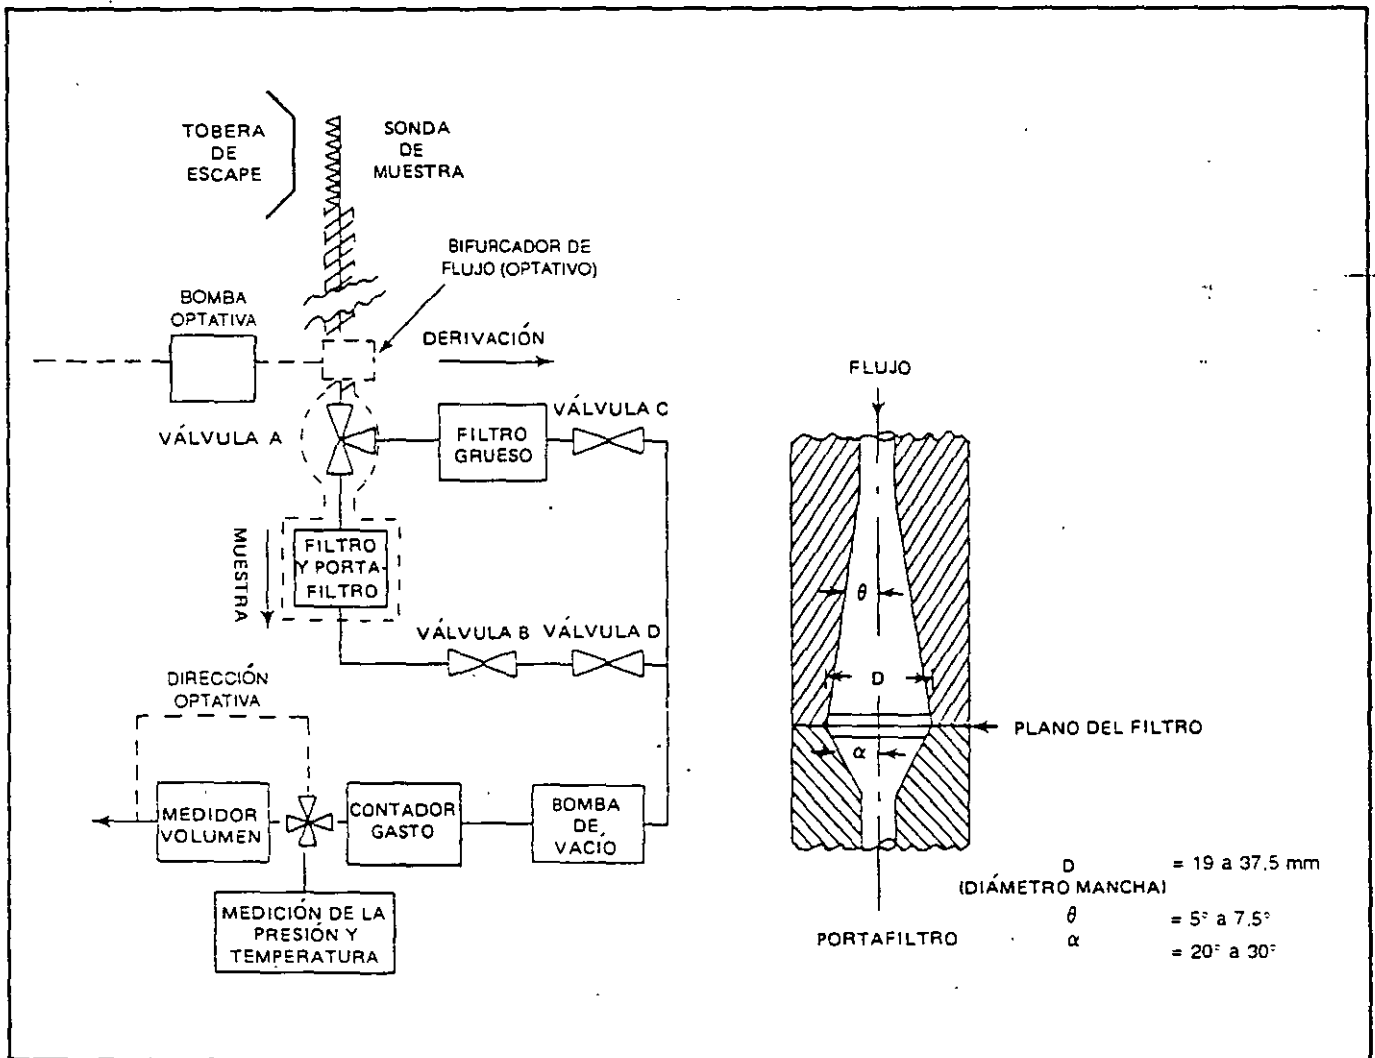 TOBERA
DE
ESCAPE
SONDA
DE
MUESTRA
BIFURCADOR DE
FLUJO (OPTATIVO)
BOMBA
OPTATIVA
DERIVACIÓN
VÁLVULA A
FILTRO
GRUESO
VÁLVULA C
MUESTRA
FILTRO
Y PORTA-
FILTRO
VÁLVULA B
VÁLVULA D
DIRECCIÓN
OPTATIVA
MEDIDOR
VOLUMEN
CONTADOR
GASTO
BOMBA
DE
VACÍO
MEDICIÓN DE LA
PRESIÓN Y
TEMPERATURA
FLUJO
θ
D
PLANO DEL FILTRO
α
PORTAFILTRO
D = 19 a 37,5 mm
(DIÁMETRO MANCHA)
θ = 5° a 7,5°
α = 20° a 30°